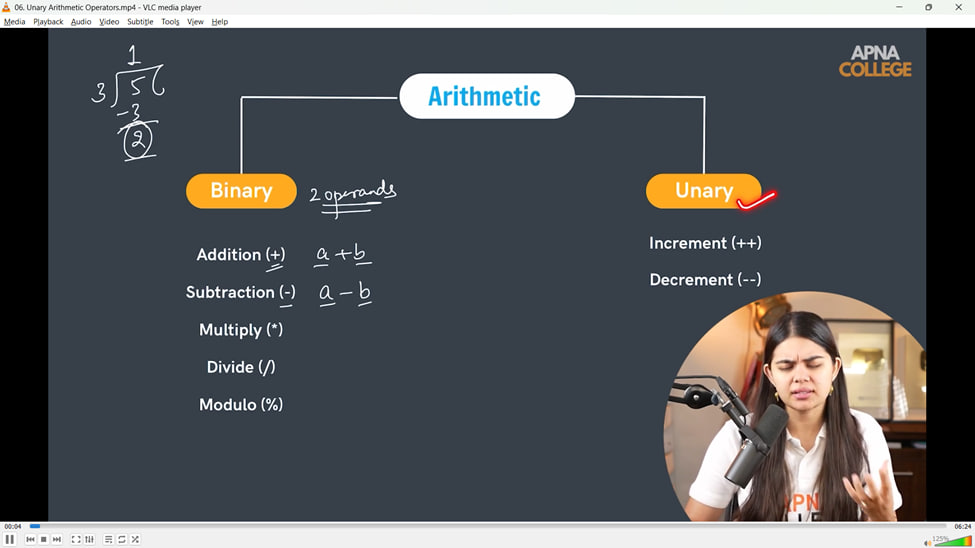 06. Unary Arithmetic Operators.mp4 - VLC media player
Media Playback Audio Video Subtitle Tools View Help
1
3 5
-3
2
APNA
COLLEGE
Arithmetic
Binary
2 operands
Unary
Addition (+) a + b
Subtraction (-) a - b
Multiply (*)
Divide (/)
Modulo (%)
Increment (++)
Decrement (--)
APN
00:04
06:24
125%